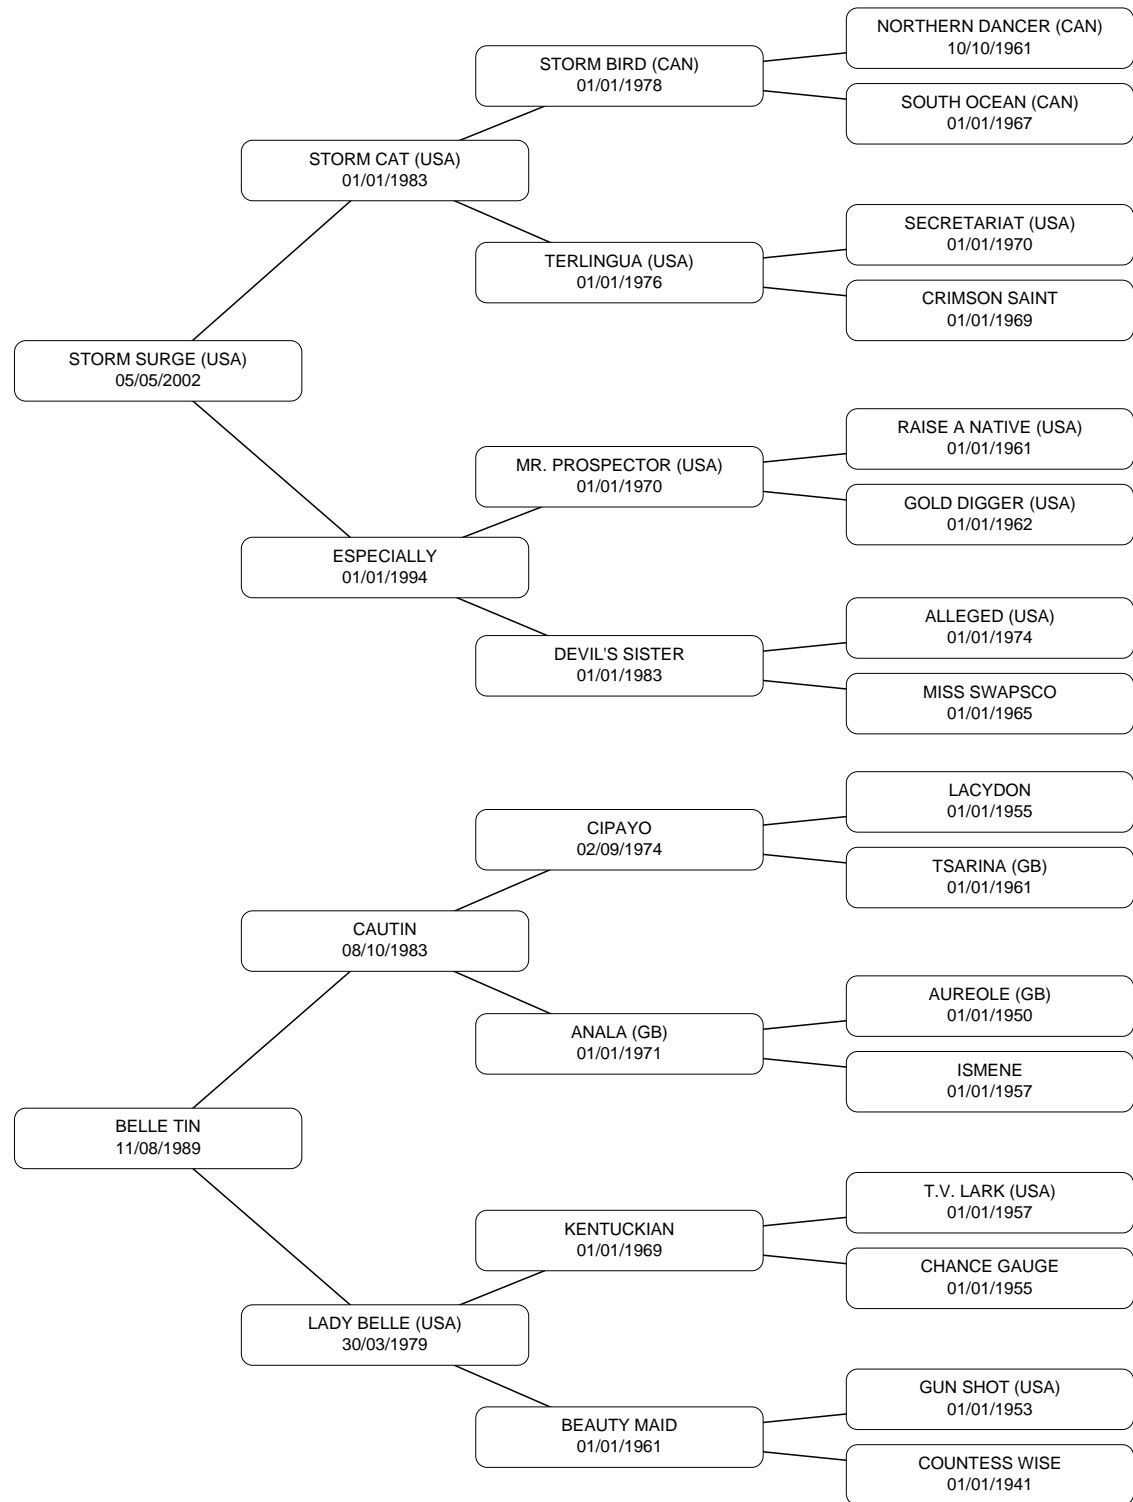 NORTHERN DANCER (CAN)
10/10/1961
STORM BIRD (CAN)
01/01/1978
SOUTH OCEAN (CAN)
01/01/1967
STORM CAT (USA)
01/01/1983
SECRETARIAT (USA)
01/01/1970
TERLINGUA (USA)
01/01/1976
CRIMSON SAINT
01/01/1969
STORM SURGE (USA)
05/05/2002
RAISE A NATIVE (USA)
01/01/1961
MR. PROSPECTOR (USA)
01/01/1970
GOLD DIGGER (USA)
01/01/1962
ESPECIALLY
01/01/1994
ALLEGED (USA)
01/01/1974
DEVIL'S SISTER
01/01/1983
MISS SWAPSCO
01/01/1965
LACYDON
01/01/1955
CIPAYO
02/09/1974
TSARINA (GB)
01/01/1961
CAUTIN
08/10/1983
AUREOLE (GB)
01/01/1950
ANALA (GB)
01/01/1971
ISMENE
01/01/1957
BELLE TIN
11/08/1989
T.V. LARK (USA)
01/01/1957
KENTUCKIAN
01/01/1969
CHANCE GAUGE
01/01/1955
LADY BELLE (USA)
30/03/1979
GUN SHOT (USA)
01/01/1953
BEAUTY MAID
01/01/1961
COUNTESS WISE
01/01/1941